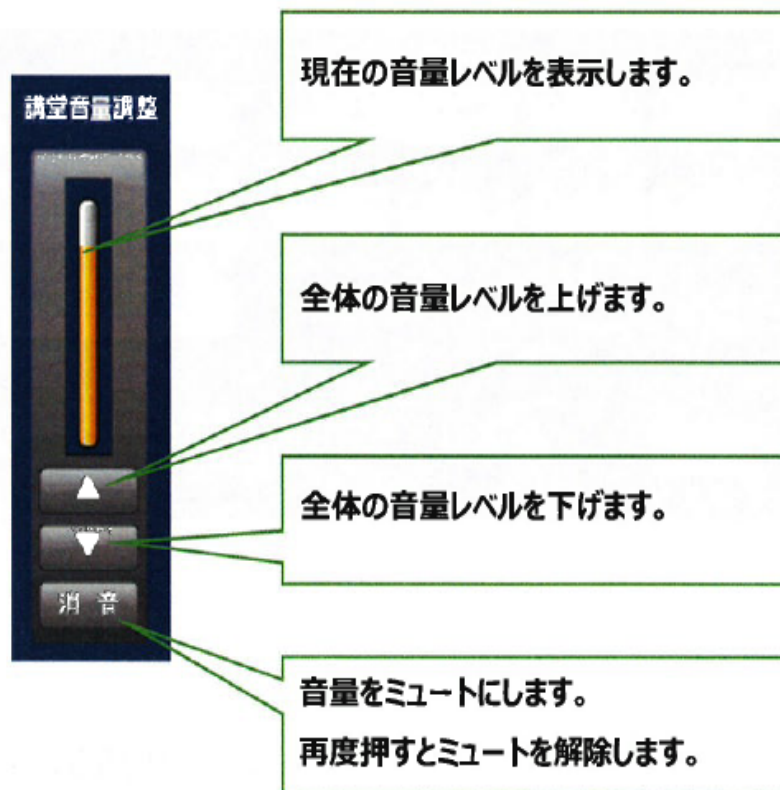 講堂音量調整
現在の音量レベルを表示します。
全体の音量レベルを上げます。
▲
全体の音量レベルを下げます。
▼
消 音
音量をミュートにします。
再度押すとミュートを解除します。